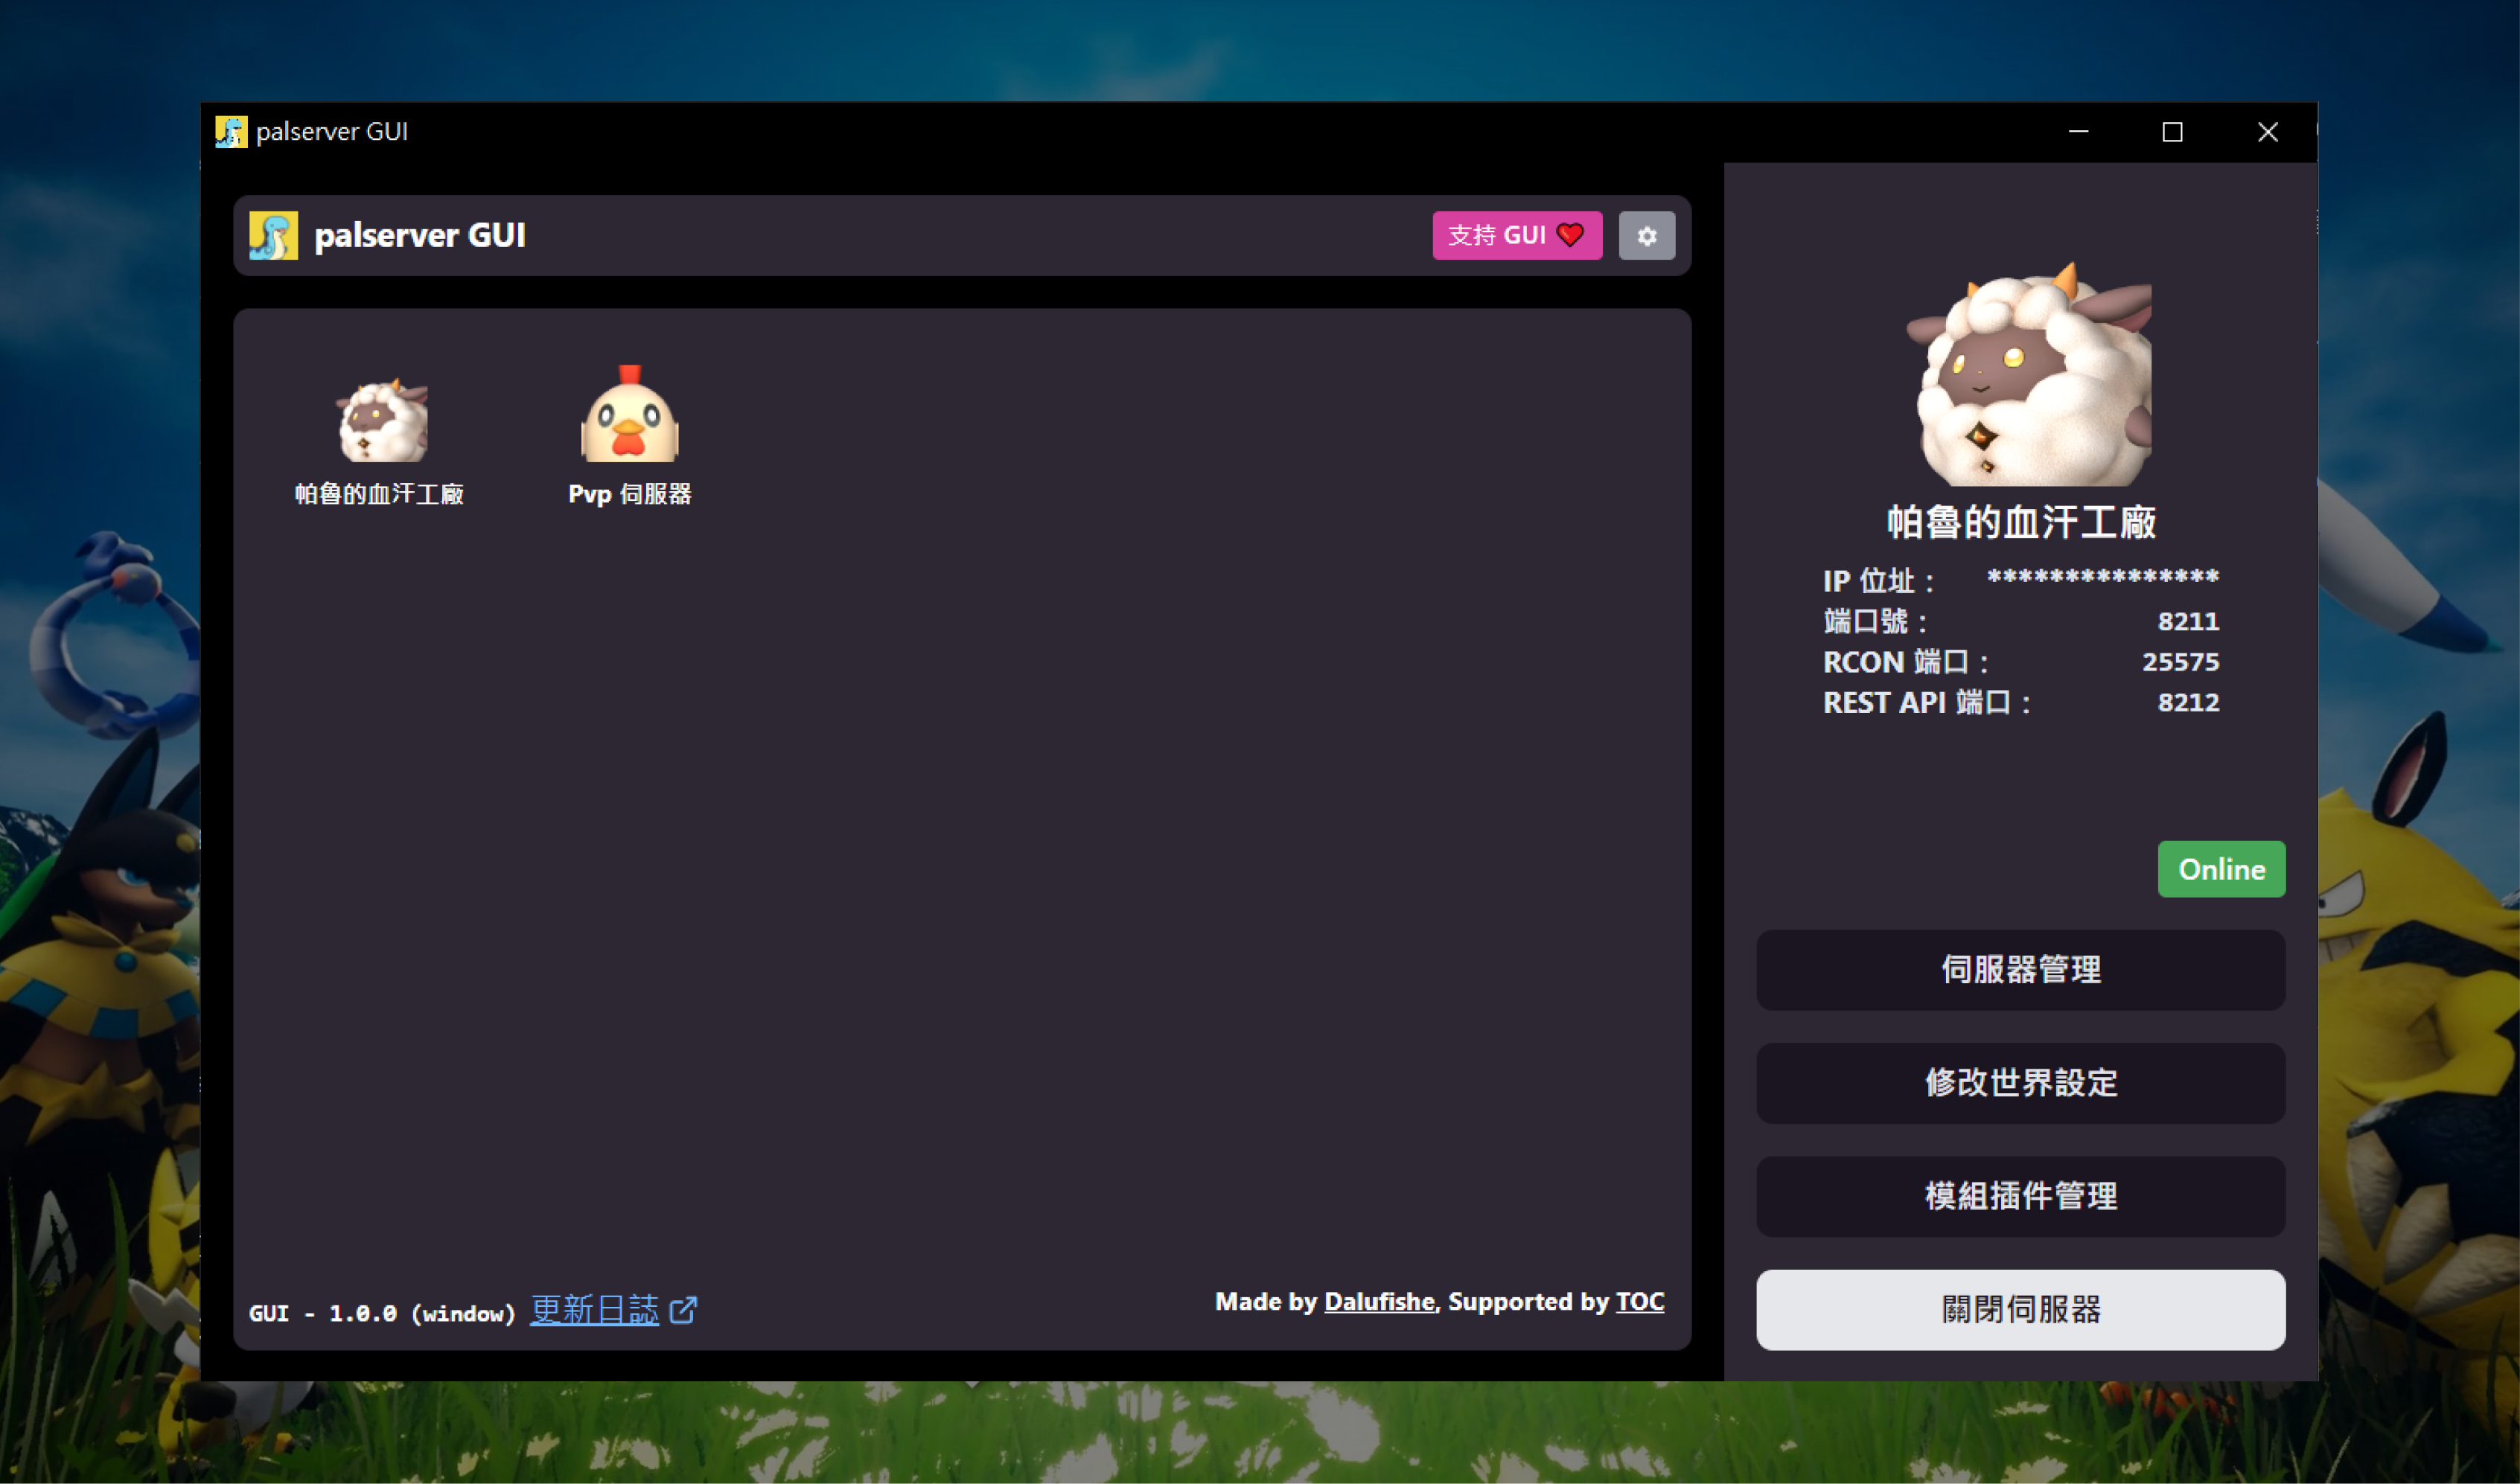 palserver GUI
palserver GUI
支持 GUI
帕魯的血汗工廠
Pvp 伺服器
GUI - 1.0.0 (window) 更新日誌
Made by Dalufishe, Supported by TOC
帕魯的血汗工廠
IP 位址： ***************
端口號： 8211
RCON 端口： 25575
REST API 端口： 8212
Online
伺服器管理
修改世界設定
模組插件管理
關閉伺服器